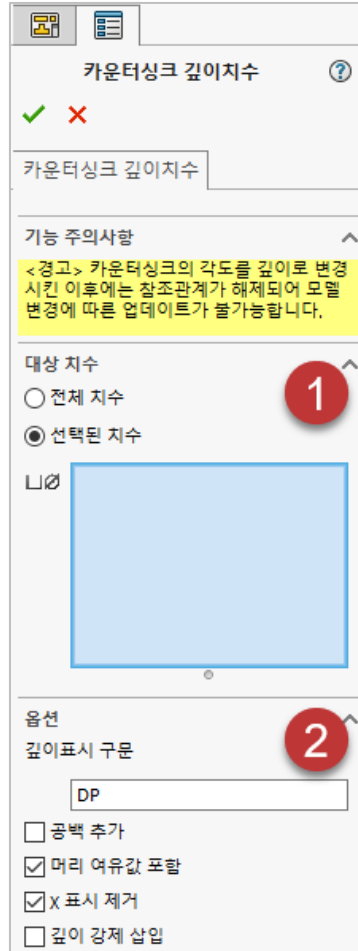 카운터싱크 깊이치수
카운터싱크 깊이치수
기능 주의사항
<경고> 카운터싱크의 각도를 깊이로 변경
시킨 이후에는 참조관계가 해제되어 모델
변경에 따른 업데이트가 불가능합니다.
대상 치수
1
전체 치수
선택된 치수
옵션
2
깊이표시 구문
DP
공백 추가
머리 여유값 포함
X 표시 제거
깊이 강제 삽입